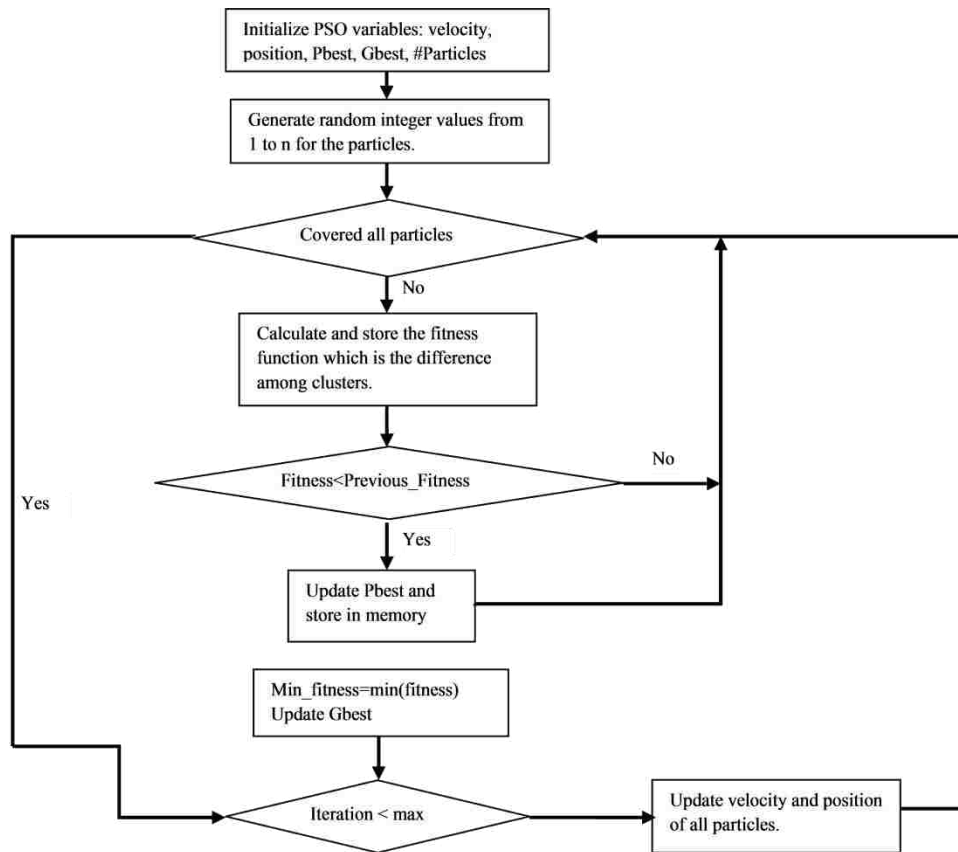 Initialize PSO variables: velocity,
position, Pbest, Gbest, #Particles
Generate random integer values from
1 to n for the particles.
Covered all particles
No
Calculate and store the fitness
function which is the difference
among clusters.
Fitness<Previous_Fitness
No
Yes
Yes
Update Pbest and
store in memory
Min_fitness=min(fitness)
Update Gbest
Iteration < max
Update velocity and position
of all particles.